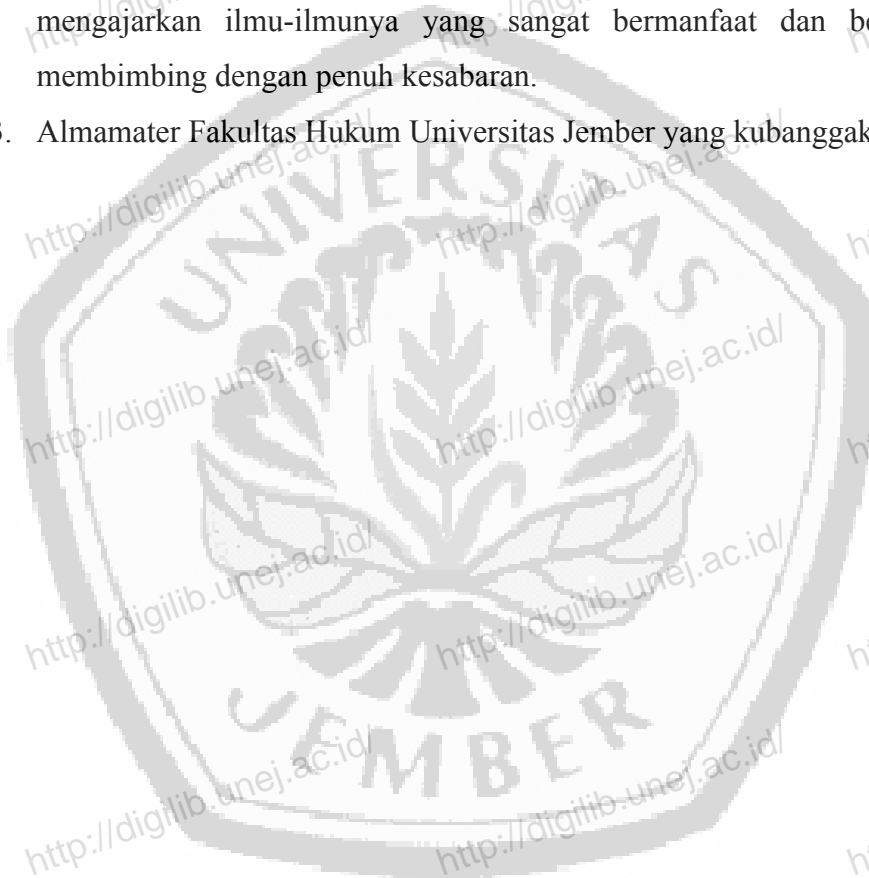 mengajarkan ilmu-ilmunya yang sangat bermanfaat dan
membimbing dengan penuh kesabaran.
Almamater Fakultas Hukum Universitas Jember yang
http://digilib.unej.ac.id/
http://digilib.unej.ac.id/
UNIVERSITAS
http://digilib.unej.ac.id/
http://digilib.unej.ac.id/
http://digilib.unej.ac.id/
http://digilib.unej.ac.id/
JEMBER
http://digilib.unej.ac.id/
http://digilib.unej.ac.id/